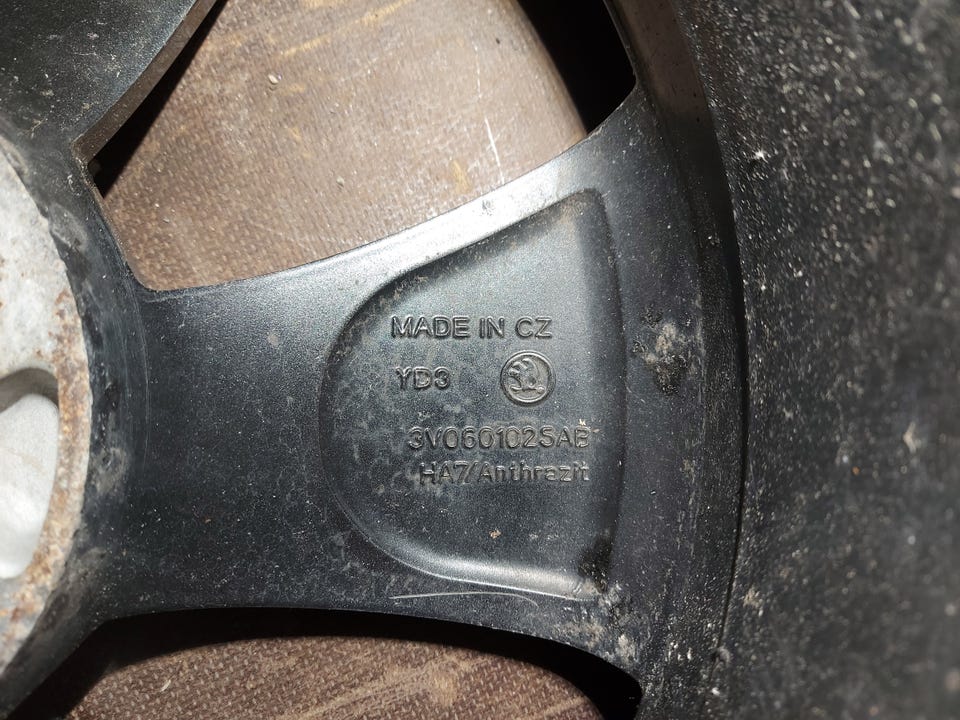 MADE IN CZ
YD3
3V0601025AB
HA7/Anthrazit